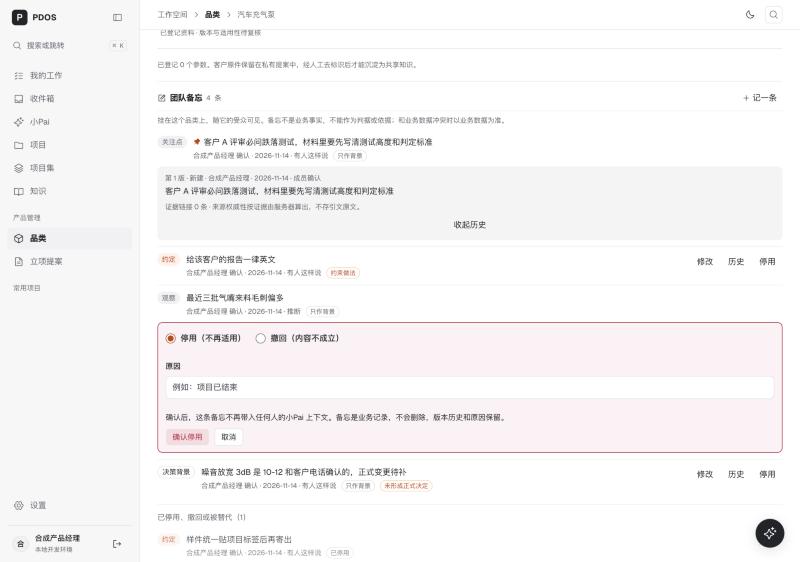 P PDOS
搜索或跳转 ⌘ K
我的工作
收件箱
小Pai
项目
项目集
知识
产品管理
品类
立项提案
常用项目
设置
合 合成产品经理
本地开发环境
工作空间 > 品类 > 汽车充气泵
已登记资料 · 版本与适用性待复核
已登记 0 个参数。客户原件保留在私有提案中，经人工去标识后才能沉淀为共享知识。
团队备忘 4 条 + 记一条
挂在这个品类上，随它的受众可见。备忘不是业务事实，不能作为判据或依据；和业务数据冲突时以业务数据为准。
关注点 客户 A 评审必问跌落测试，材料里要先写清测试高度和判定标准
合成产品经理 确认 · 2026-11-14 · 有人这样说 只作背景
第 1 版 · 新建 · 合成产品经理 · 2026-11-14 · 成员确认
客户 A 评审必问跌落测试，材料里要先写清测试高度和判定标准
证据链接 0 条 · 来源权威性按证据由服务器算出，不存引文原文。
收起历史
约定 给该客户的报告一律英文 修改 历史 停用
合成产品经理 确认 · 2026-11-14 · 有人这样说 约束做法
观察 最近三批气嘴来料毛刺偏多
合成产品经理 确认 · 2026-11-14 · 推断 只作背景
停用（不再适用） 撤回（内容不成立）
原因
例如：项目已结束
确认后，这条备忘不再带入任何人的小Pai 上下文。备忘是业务记录，不会删除，版本历史和原因保留。
确认停用 取消
决策背景 噪音放宽 3dB 是 10-12 和客户电话确认的，正式变更待补 修改 历史 停用
合成产品经理 确认 · 2026-11-14 · 有人这样说 只作背景 未形成正式决定
已停用、撤回或被替代（1）
约定 样件统一贴项目标签后再寄出
合成产品经理 确认 · 2026-11-14 · 有人这样说 已停用